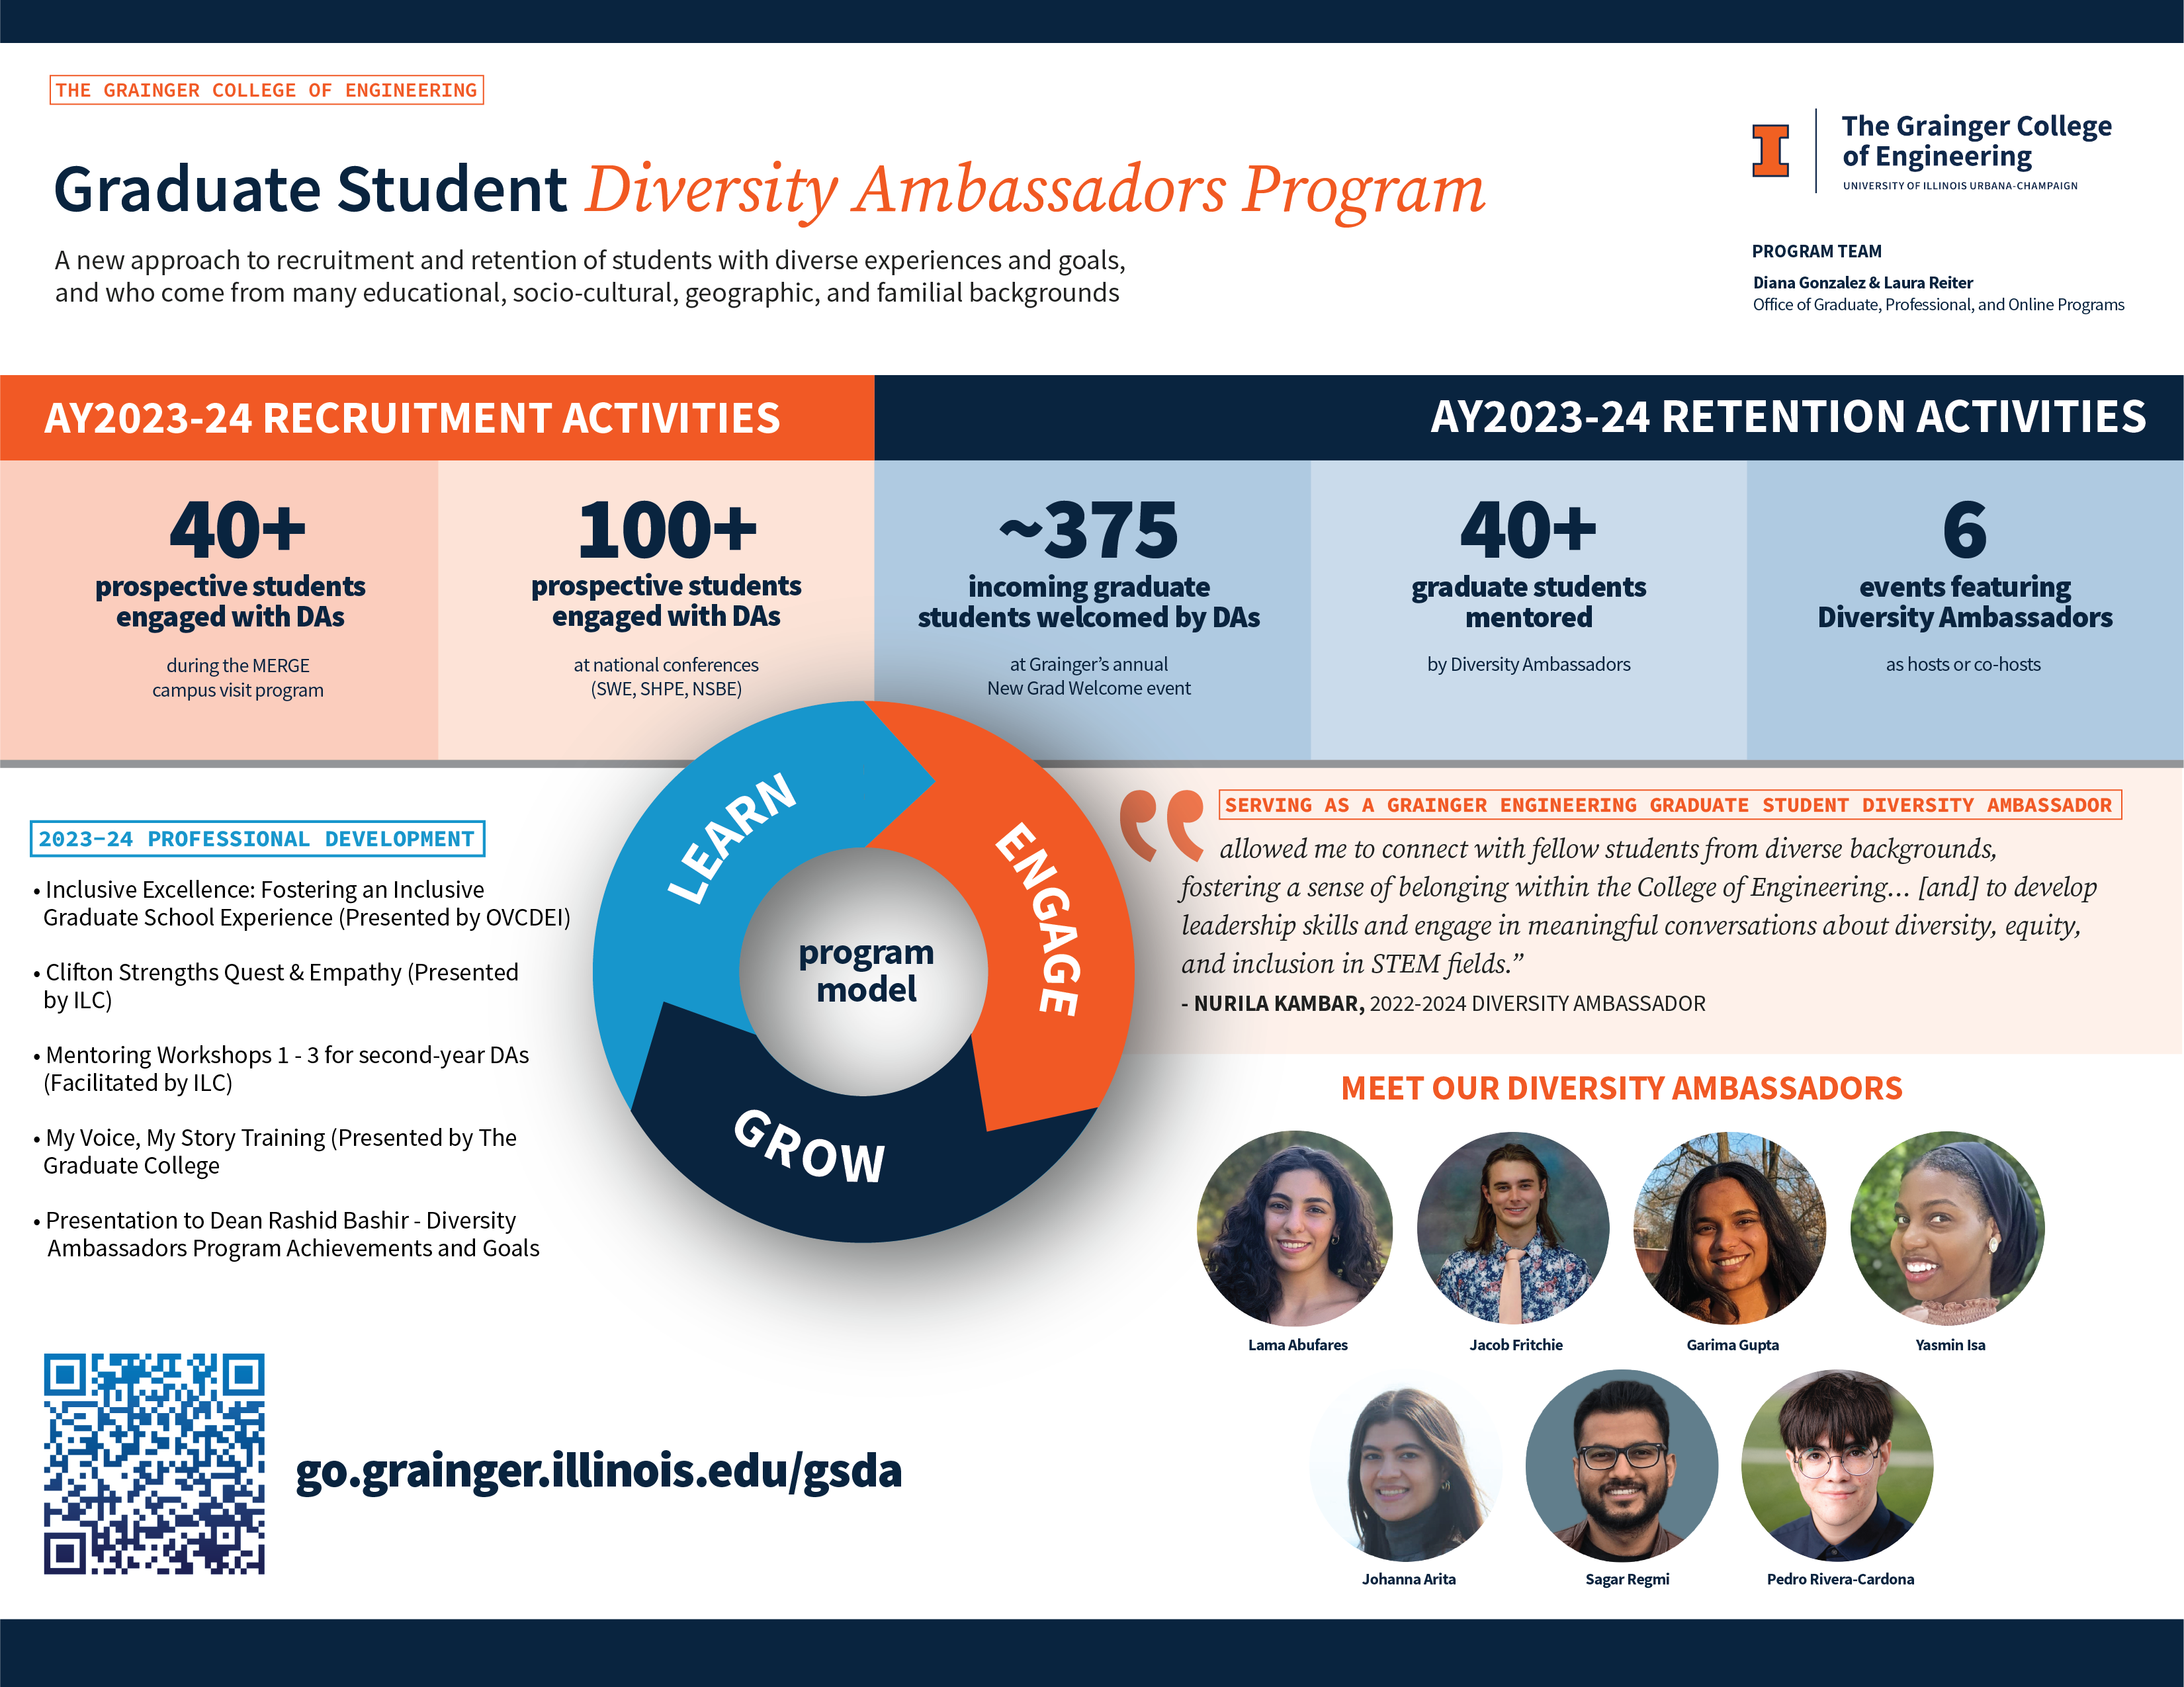 THE GRAINGER COLLEGE OF ENGINEERING
Graduate Student Diversity Ambassadors Program
A new approach to recruitment and retention of students with diverse experiences and goals,
and who come from many educational, socio-cultural, geographic, and familial backgrounds
The Grainger College
of Engineering
UNIVERSITY OF ILLINOIS URBANA-CHAMPAIGN
PROGRAM TEAM
Diana Gonzalez & Laura Reiter
Office of Graduate, Professional, and Online Programs
AY2023-24 RECRUITMENT ACTIVITIES
40+
prospective students
engaged with DAs
during the MERGE
campus visit program
100+
prospective students
engaged with DAs
at national conferences
(SWE, SHPE, NSBE)
AY2023-24 RETENTION ACTIVITIES
~375
incoming graduate
students welcomed by DAs
at Grainger’s annual
New Grad Welcome event
40+
graduate students
mentored
by Diversity Ambassadors
6
events featuring
Diversity Ambassadors
as hosts or co-hosts
2023-24 PROFESSIONAL DEVELOPMENT
• Inclusive Excellence: Fostering an Inclusive
Graduate School Experience (Presented by OVCDEI)
• Clifton Strengths Quest & Empathy (Presented
by ILC)
• Mentoring Workshops 1 - 3 for second-year DAs
(Facilitated by ILC)
• My Voice, My Story Training (Presented by The
Graduate College
• Presentation to Dean Rashid Bashir - Diversity
Ambassadors Program Achievements and Goals
LEARN
ENGAGE
GROW
program
model
“ SERVING AS A GRAINGER ENGINEERING GRADUATE STUDENT DIVERSITY AMBASSADOR
allowed me to connect with fellow students from diverse backgrounds,
fostering a sense of belonging within the College of Engineering... [and] to develop
leadership skills and engage in meaningful conversations about diversity, equity,
and inclusion in STEM fields.”
- NURILA KAMBAR, 2022-2024 DIVERSITY AMBASSADOR
MEET OUR DIVERSITY AMBASSADORS
Lama Abufares
Jacob Fritchie
Garima Gupta
Yasmin Isa
Johanna Arita
Sagar Regmi
Pedro Rivera-Cardona
go.grainger.illinois.edu/gsda